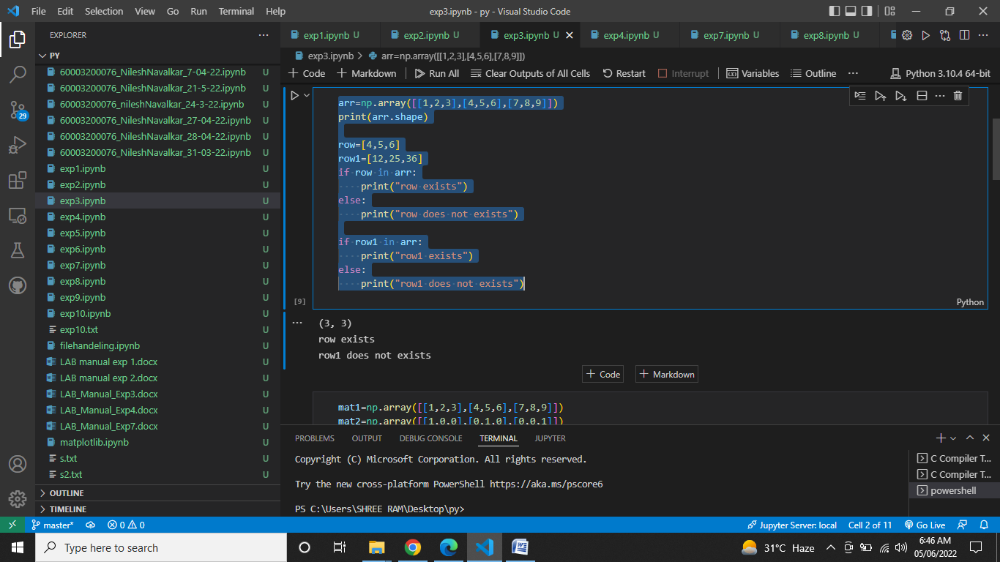 File Edit Selection View Go Run Terminal Help exp3.ipynb - py - Visual Studio Code
EXPLORER
PY
60003200076_NileshNavalkar_7-04-22.ipynb U
60003200076_NileshNavalkar_21-5-22.ipynb U
60003200076_nileshNavalkar_24-3-22.ipynb U
60003200076_NileshNavalkar_27-04-22.ipynb U
60003200076_NileshNavalkar_28-04-22.ipynb U
60003200076_NileshNavalkar_31-03-22.ipynb U
exp1.ipynb U
exp2.ipynb U
exp3.ipynb U
exp4.ipynb U
exp5.ipynb U
exp6.ipynb U
exp7.ipynb U
exp8.ipynb U
exp9.ipynb U
exp10.ipynb U
exp10.txt U
filehandeling.ipynb U
LAB manual exp 1.docx U
LAB manual exp 2.docx U
LAB_Manual_Exp3.docx U
LAB_Manual_Exp4.docx U
LAB_Manual_Exp7.docx U
matplotlib.ipynb U
s.txt U
s2.txt U
OUTLINE
TIMELINE
29
exp1.ipynb U exp2.ipynb U exp3.ipynb U exp4.ipynb U exp7.ipynb U exp8.ipynb U
exp3.ipynb > arr=np.array([[1,2,3],[4,5,6],[7,8,9]])
+ Code + Markdown Run All Clear Outputs of All Cells Restart Interrupt Variables Outline ... Python 3.10.4 64-bit
arr=np.array([[1,2,3],[4,5,6],[7,8,9]])
print(arr.shape)
row=[4,5,6]
row1=[12,25,36]
if row in arr:
    print("row exists")
else:
    print("row does not exists")
if row1 in arr:
    print("row1 exists")
else:
    print("row1 does not exists")
[9] Python
(3, 3)
row exists
row1 does not exists
+ Code + Markdown
mat1=np.array([[1,2,3],[4,5,6],[7,8,9]])
mat2=np.array([[1,0,0],[0,1,0],[0,0,1]])
PROBLEMS OUTPUT DEBUG CONSOLE TERMINAL JUPYTER
Copyright (C) Microsoft Corporation. All rights reserved.
Try the new cross-platform PowerShell https://aka.ms/pscore6
PS C:\Users\SHREE RAM\Desktop\py>
C Compiler T...
C Compiler T...
powershell
master* 0 0 Jupyter Server: local Cell 2 of 11 Go Live
Type here to search
31°C Haze
6:46 AM
05/06/2022